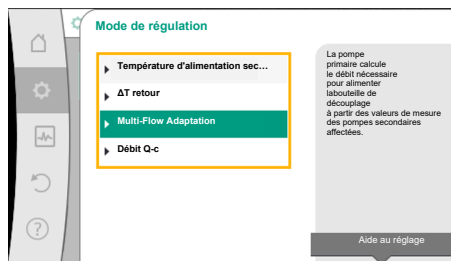 Mode de régulation
Température d'alimentation sec...
ΔT retour
Multi-Flow Adaptation
Débit Q-c
La pompe
primaire calcule
le débit nécessaire
pour alimenter
labouteille de
découplage
à partir des valeurs de mesure
des pompes secondaires
affectées.
Aide au réglage
?